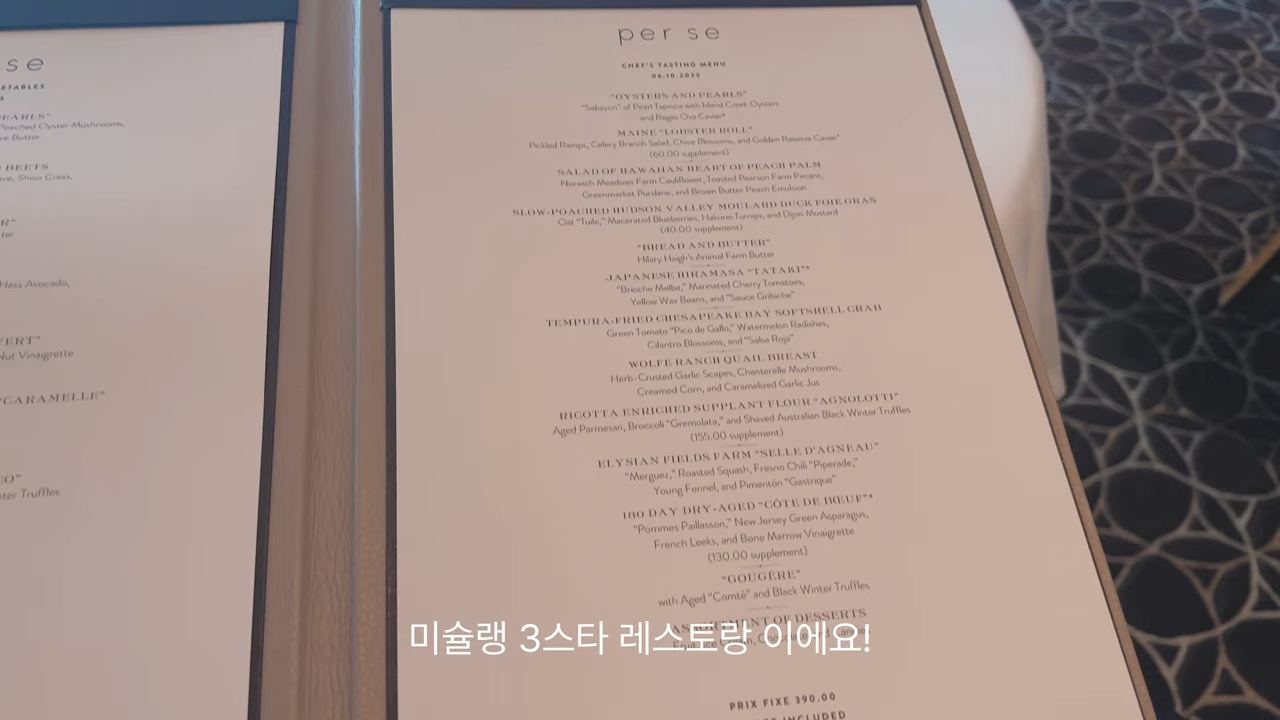 se
ETABLES
EARLS"
Poached Oyster Mushrooms,
ve Butter
BEETS
ve, Shiso Cress,
R"
ter
Hass Avocado,
VERT"
Nut Vinaigrette
"CARAMELLE"
EO"
nter Truffles
per se
CHEF'S TASTING MENU
06.10.2023
"OYSTERS AND PEARLS"
"Sabayon" of Pearl Tapioca with Island Creek Oysters
and Regiis Ova Caviar*
MAINE "LOBSTER ROLL"
Pickled Ramps, Celery Branch Salad, Chive Blossoms, and Golden Reserve Caviar*
(60.00 supplement)
SALAD OF HAWAIIAN HEART OF PEACH PALM
Norwich Meadows Farm Cauliflower, Toasted Pearson Farm Pecans,
Greenmarket Purslane, and Brown Butter Peach Emulsion
SLOW-POACHED HUDSON VALLEY MOULARD DUCK FOIE GRAS
Oat "Tuile," Macerated Blueberries, Hakurei Turnips, and Dijon Mustard
(40.00 supplement)
"BREAD AND BUTTER"
Hilary Haigh's Animal Farm Butter
JAPANESE HIRAMASA "TATAKI"*
"Brioche Melba," Marinated Cherry Tomatoes,
Yellow Wax Beans, and "Sauce Gribiche"
TEMPURA-FRIED CHESAPEAKE BAY SOFTSHELL CRAB
Green Tomato "Pico de Gallo," Watermelon Radishes,
Cilantro Blossoms, and "Salsa Roja"
WOLFE RANCH QUAIL BREAST
Herb-Crusted Garlic Scapes, Chanterelle Mushrooms,
Creamed Corn, and Caramelized Garlic Jus
RICOTTA ENRICHED SUPPLANT FLOUR "AGNOLOTTI"
Aged Parmesan, Broccoli "Gremolata," and Shaved Australian Black Winter Truffles
(155.00 supplement)
ELYSIAN FIELDS FARM "SELLE D'AGNEAU"
"Merguez," Roasted Squash, Fresno Chili "Piperade,"
Young Fennel, and Pimentón "Gastrique"
180 DAY DRY-AGED "CÔTE DE BŒUF"*
"Pommes Paillasson," New Jersey Green Asparagus,
French Leeks, and Bone Marrow Vinaigrette
(130.00 supplement)
"GOUGÈRE"
with Aged "Comté" and Black Winter Truffles
ASSORTMENT OF DESSERTS
미슐랭 3스타 레스토랑 이에요!
PRIX FIXE 390.00
INCLUDED